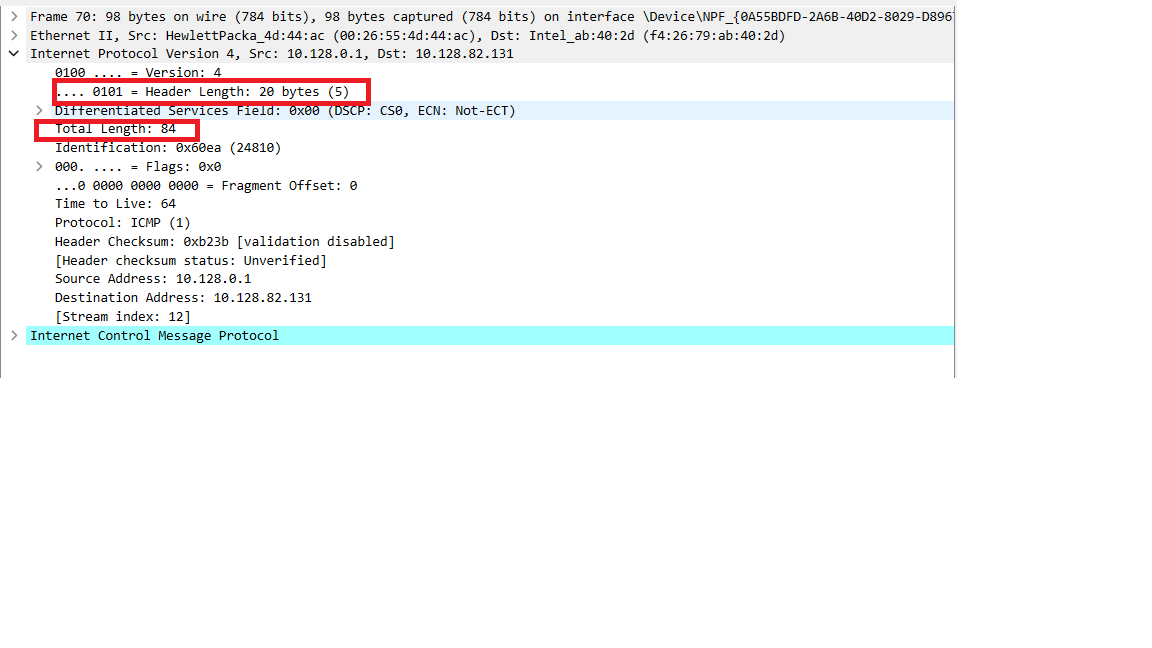 Frame 70: 98 bytes on wire (784 bits), 98 bytes captured (784 bits) on interface \Device\NPF_{0A55BDFD-2A6B-40D2-8029-D896
Ethernet II, Src: HewlettPacka_4d:44:ac (00:26:55:4d:44:ac), Dst: Intel_ab:40:2d (f4:26:79:ab:40:2d)
Internet Protocol Version 4, Src: 10.128.0.1, Dst: 10.128.82.131
0100 .... = Version: 4
.... 0101 = Header Length: 20 bytes (5)
Differentiated Services Field: 0x00 (DSCP: CS0, ECN: Not-ECT)
Total Length: 84
Identification: 0x60ea (24810)
000. .... = Flags: 0x0
...0 0000 0000 0000 = Fragment Offset: 0
Time to Live: 64
Protocol: ICMP (1)
Header Checksum: 0xb23b [validation disabled]
[Header checksum status: Unverified]
Source Address: 10.128.0.1
Destination Address: 10.128.82.131
[Stream index: 12]
Internet Control Message Protocol